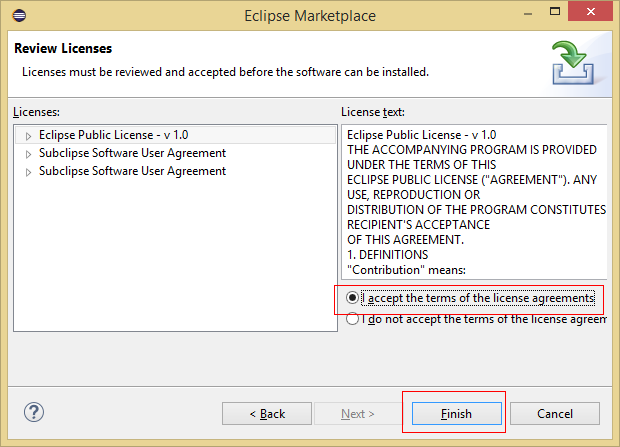 Eclipse Marketplace
Review Licenses
Licenses must be reviewed and accepted before the software can be installed.
Licenses:
Eclipse Public License - v 1.0
Subclipse Software User Agreement
Subclipse Software User Agreement
License text:
Eclipse Public License - v 1.0
THE ACCOMPANYING PROGRAM IS PROVIDED
UNDER THE TERMS OF THIS
ECLIPSE PUBLIC LICENSE ("AGREEMENT"). ANY
USE, REPRODUCTION OR
DISTRIBUTION OF THE PROGRAM CONSTITUTES
RECIPIENT'S ACCEPTANCE
OF THIS AGREEMENT.
1. DEFINITIONS
"Contribution" means:
I accept the terms of the license agreements
I do not accept the terms of the license agreem
?
< Back
Next >
Finish
Cancel